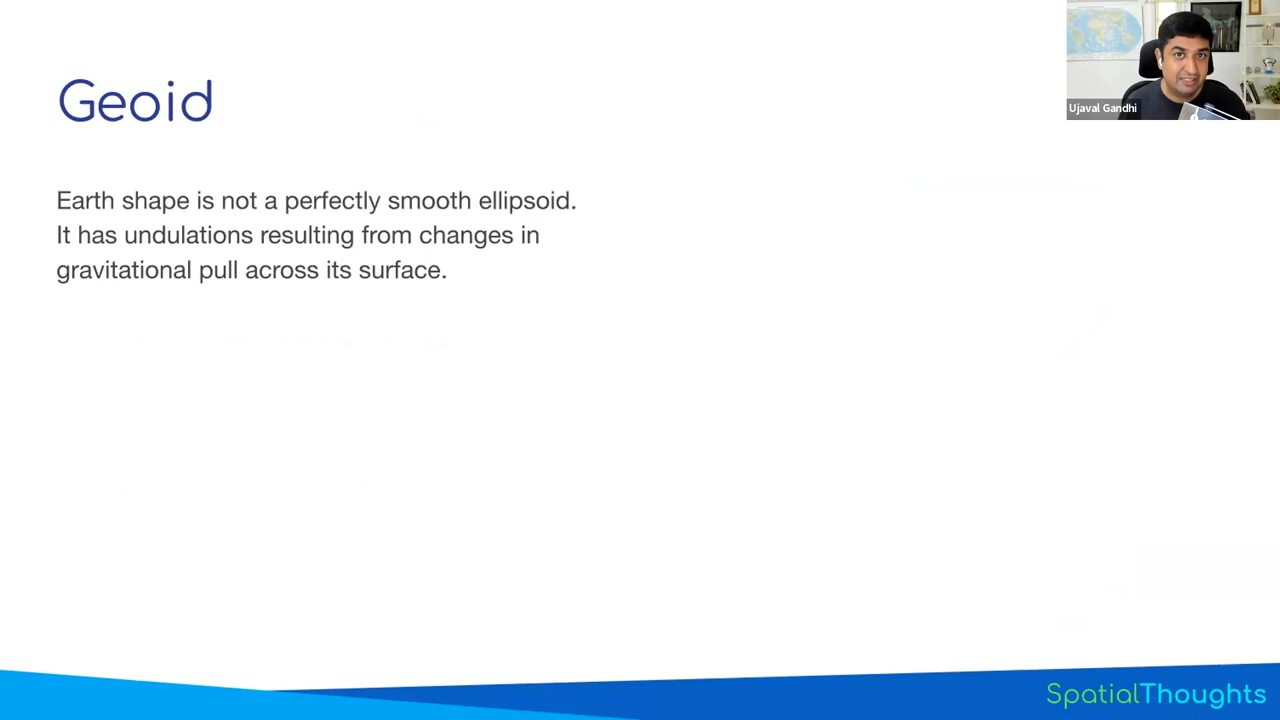 Geoid
Ujaval Gandhi
Earth shape is not a perfectly smooth ellipsoid.
It has undulations resulting from changes in
gravitational pull across its surface.
SpatialThoughts